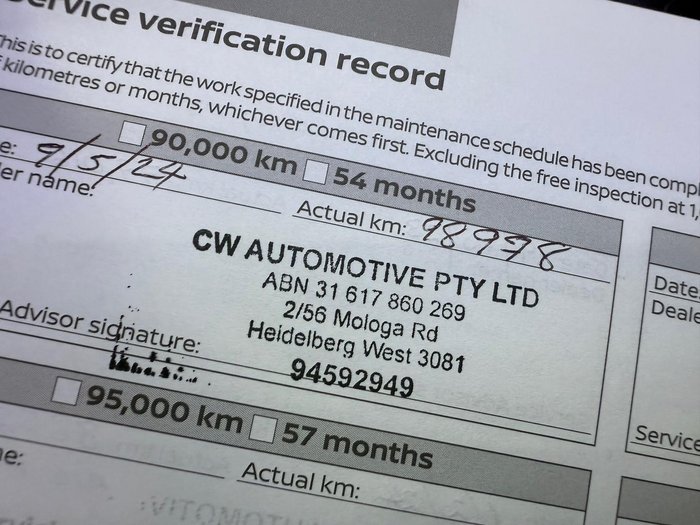 ervice verification record
This is to certify that the work specified in the maintenance schedule has been compl
kilometres or months, whichever comes first. Excluding the free inspection at 1,
90,000 km 54 months
e: 9/5/24
Actual km: 98998
er name:
CW AUTOMOTIVE PTY LTD
ABN 31 617 860 269
2/56 Mologa Rd
Heidelberg West 3081
94592949
Advisor signature:
Date
Deale
Service
95,000 km 57 months
e:
Actual km: